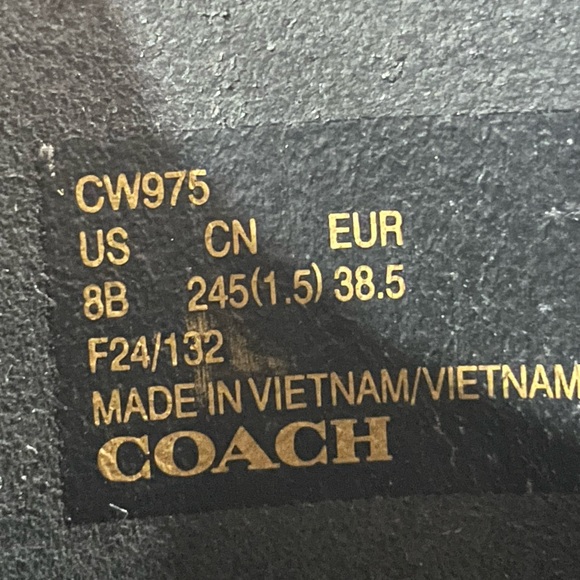 CW975
US CN EUR
8B 245(1.5) 38.5
F24/132
MADE IN VIETNAM/VIETNAM
COACH